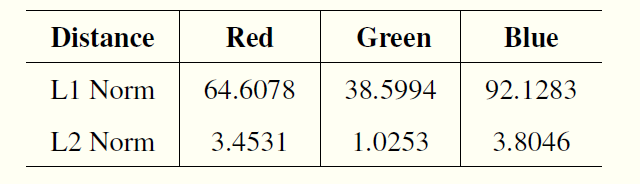 Distance Red Green Blue
L1 Norm 64.6078 38.5994 92.1283
L2 Norm 3.4531 1.0253 3.8046